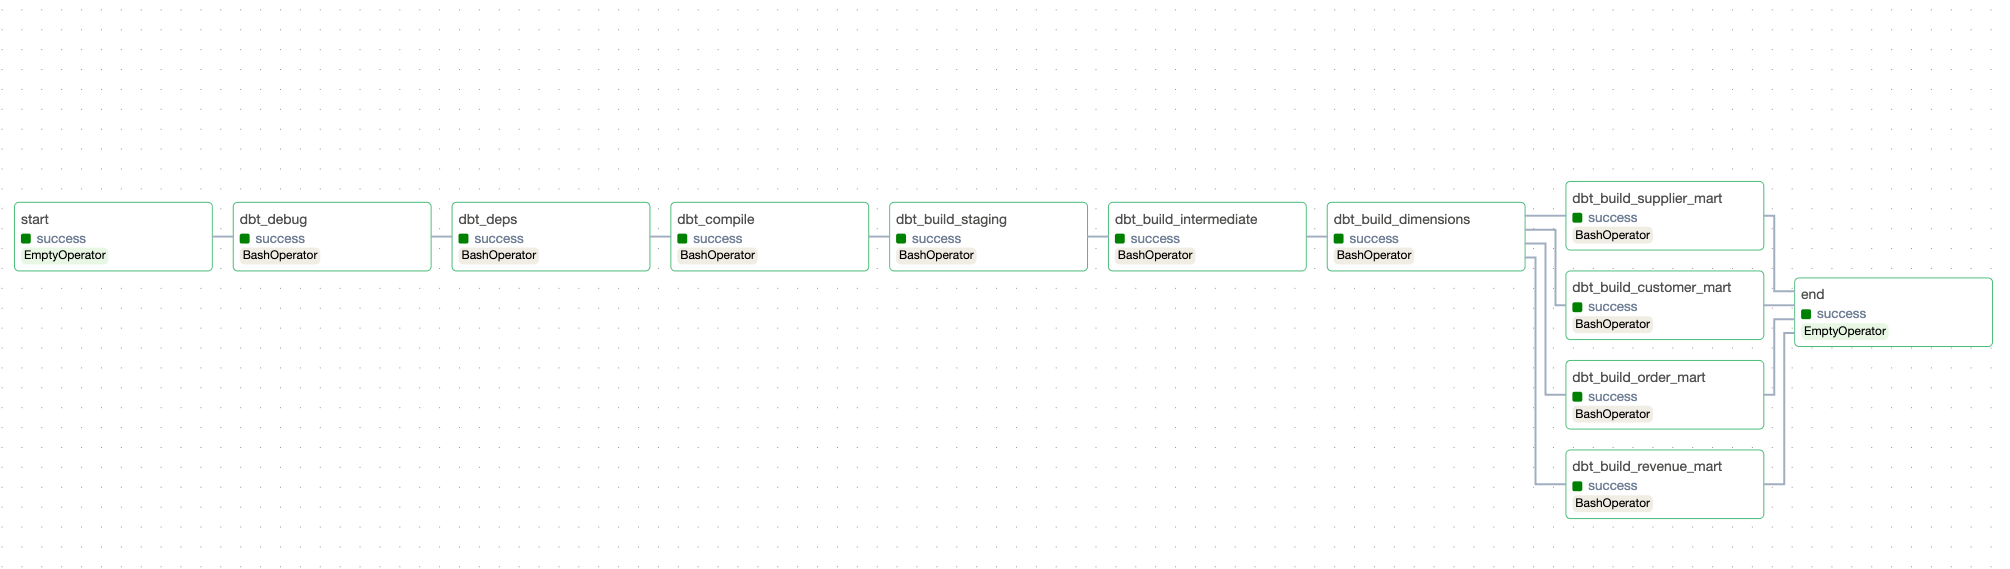 start
success
EmptyOperator
dbt_debug
success
BashOperator
dbt_deps
success
BashOperator
dbt_compile
success
BashOperator
dbt_build_staging
success
BashOperator
dbt_build_intermediate
success
BashOperator
dbt_build_dimensions
success
BashOperator
dbt_build_supplier_mart
success
BashOperator
dbt_build_customer_mart
success
BashOperator
dbt_build_order_mart
success
BashOperator
dbt_build_revenue_mart
success
BashOperator
end
success
EmptyOperator